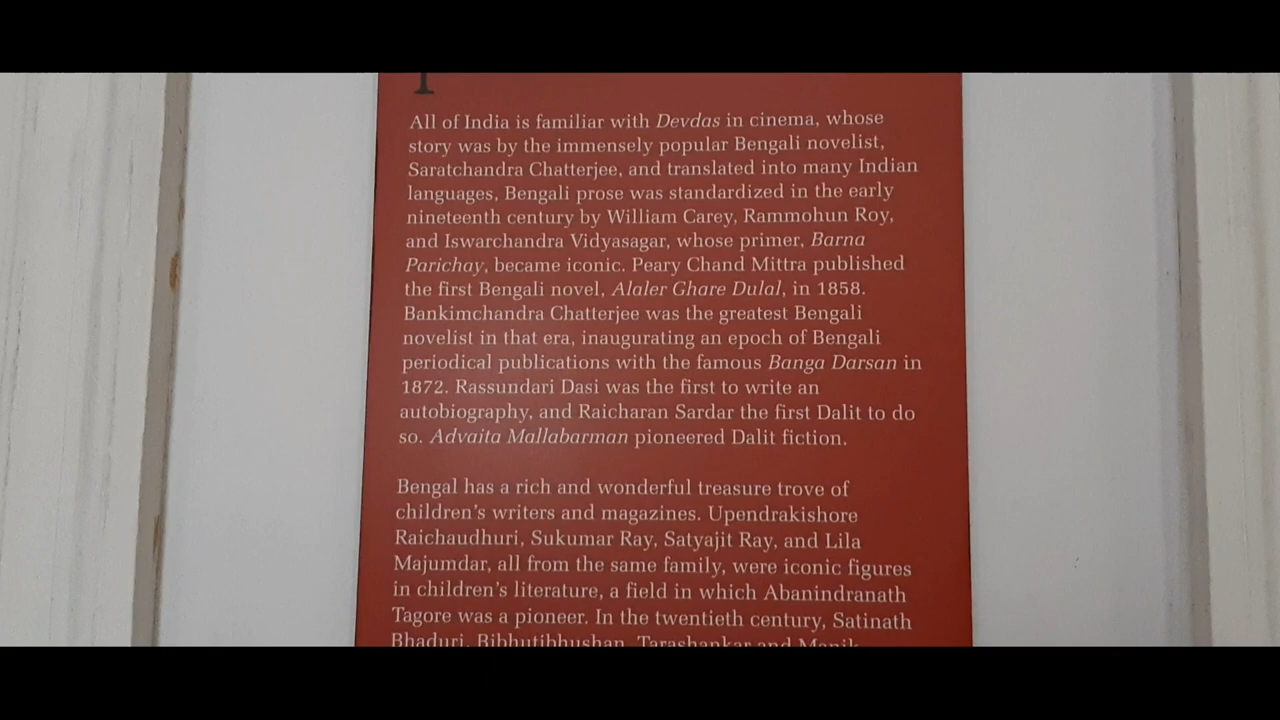 All of India is familiar with Devdas in cinema, whose
story was by the immensely popular Bengali novelist,
Saratchandra Chatterjee, and translated into many Indian
languages, Bengali prose was standardized in the early
nineteenth century by William Carey, Rammohun Roy,
and Iswarchandra Vidyasagar, whose primer, Barna
Parichay, became iconic. Peary Chand Mittra published
the first Bengali novel, Alaler Ghare Dulal, in 1858.
Bankimchandra Chatterjee was the greatest Bengali
novelist in that era, inaugurating an epoch of Bengali
periodical publications with the famous Banga Darsan in
1872. Rassundari Dasi was the first to write an
autobiography, and Raicharan Sardar the first Dalit to do
so. Advaita Mallabarman pioneered Dalit fiction.
Bengal has a rich and wonderful treasure trove of
children's writers and magazines. Upendrakishore
Raichaudhuri, Sukumar Ray, Satyajit Ray, and Lila
Majumdar, all from the same family, were iconic figures
in children's literature, a field in which Abanindranath
Tagore was a pioneer. In the twentieth century, Satinath
Bhaduri, Bibhutibhushan, Tarashankar and Manik